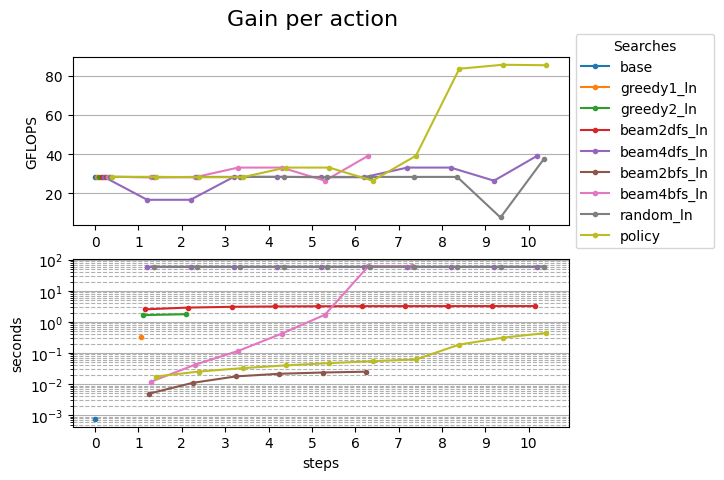 Gain per action
GFLOPS
80
60
40
20
0 1 2 3 4 5 6 7 8 9 10
Searches
base
greedy1_ln
greedy2_ln
beam2dfs_ln
beam4dfs_ln
beam2bfs_ln
beam4bfs_ln
random_ln
policy
seconds
10²
10¹
10⁰
10⁻¹
10⁻²
10⁻³
0 1 2 3 4 5 6 7 8 9 10
steps